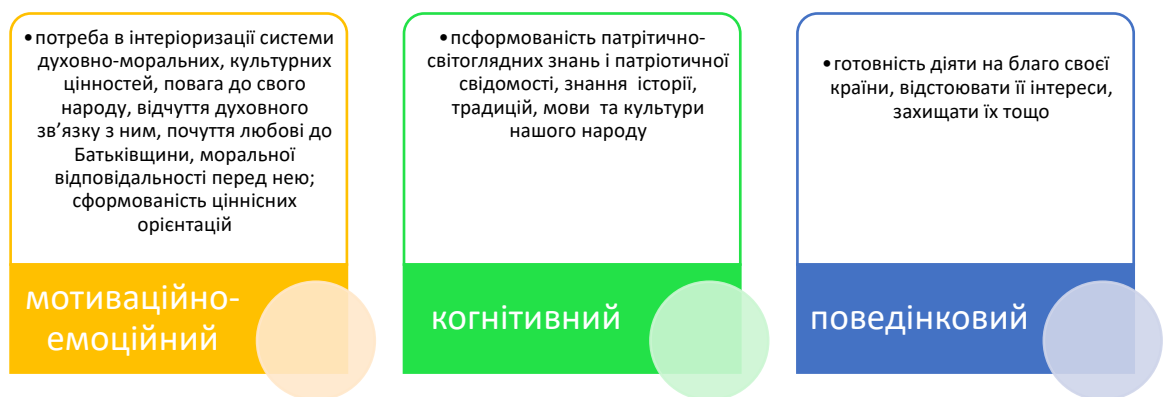 •потреба в інтеріоризації системи
духовно-моральних, культурних
цінностей, повага до свого
народу, відчуття духовного
зв’язку з ним, почуття любові до
Батьківщини, моральної
відповідальності перед нею;
сформованість ціннісних
орієнтацій
мотиваційно-
емоційний
•псформованість патрітично-
світоглядних знань і патріотичної
свідомості, знання історії,
традицій, мови та культури
нашого народу
когнітивний
•готовність діяти на благо своєї
країни, відстоювати її інтереси,
захищати їх тощо
поведінковий